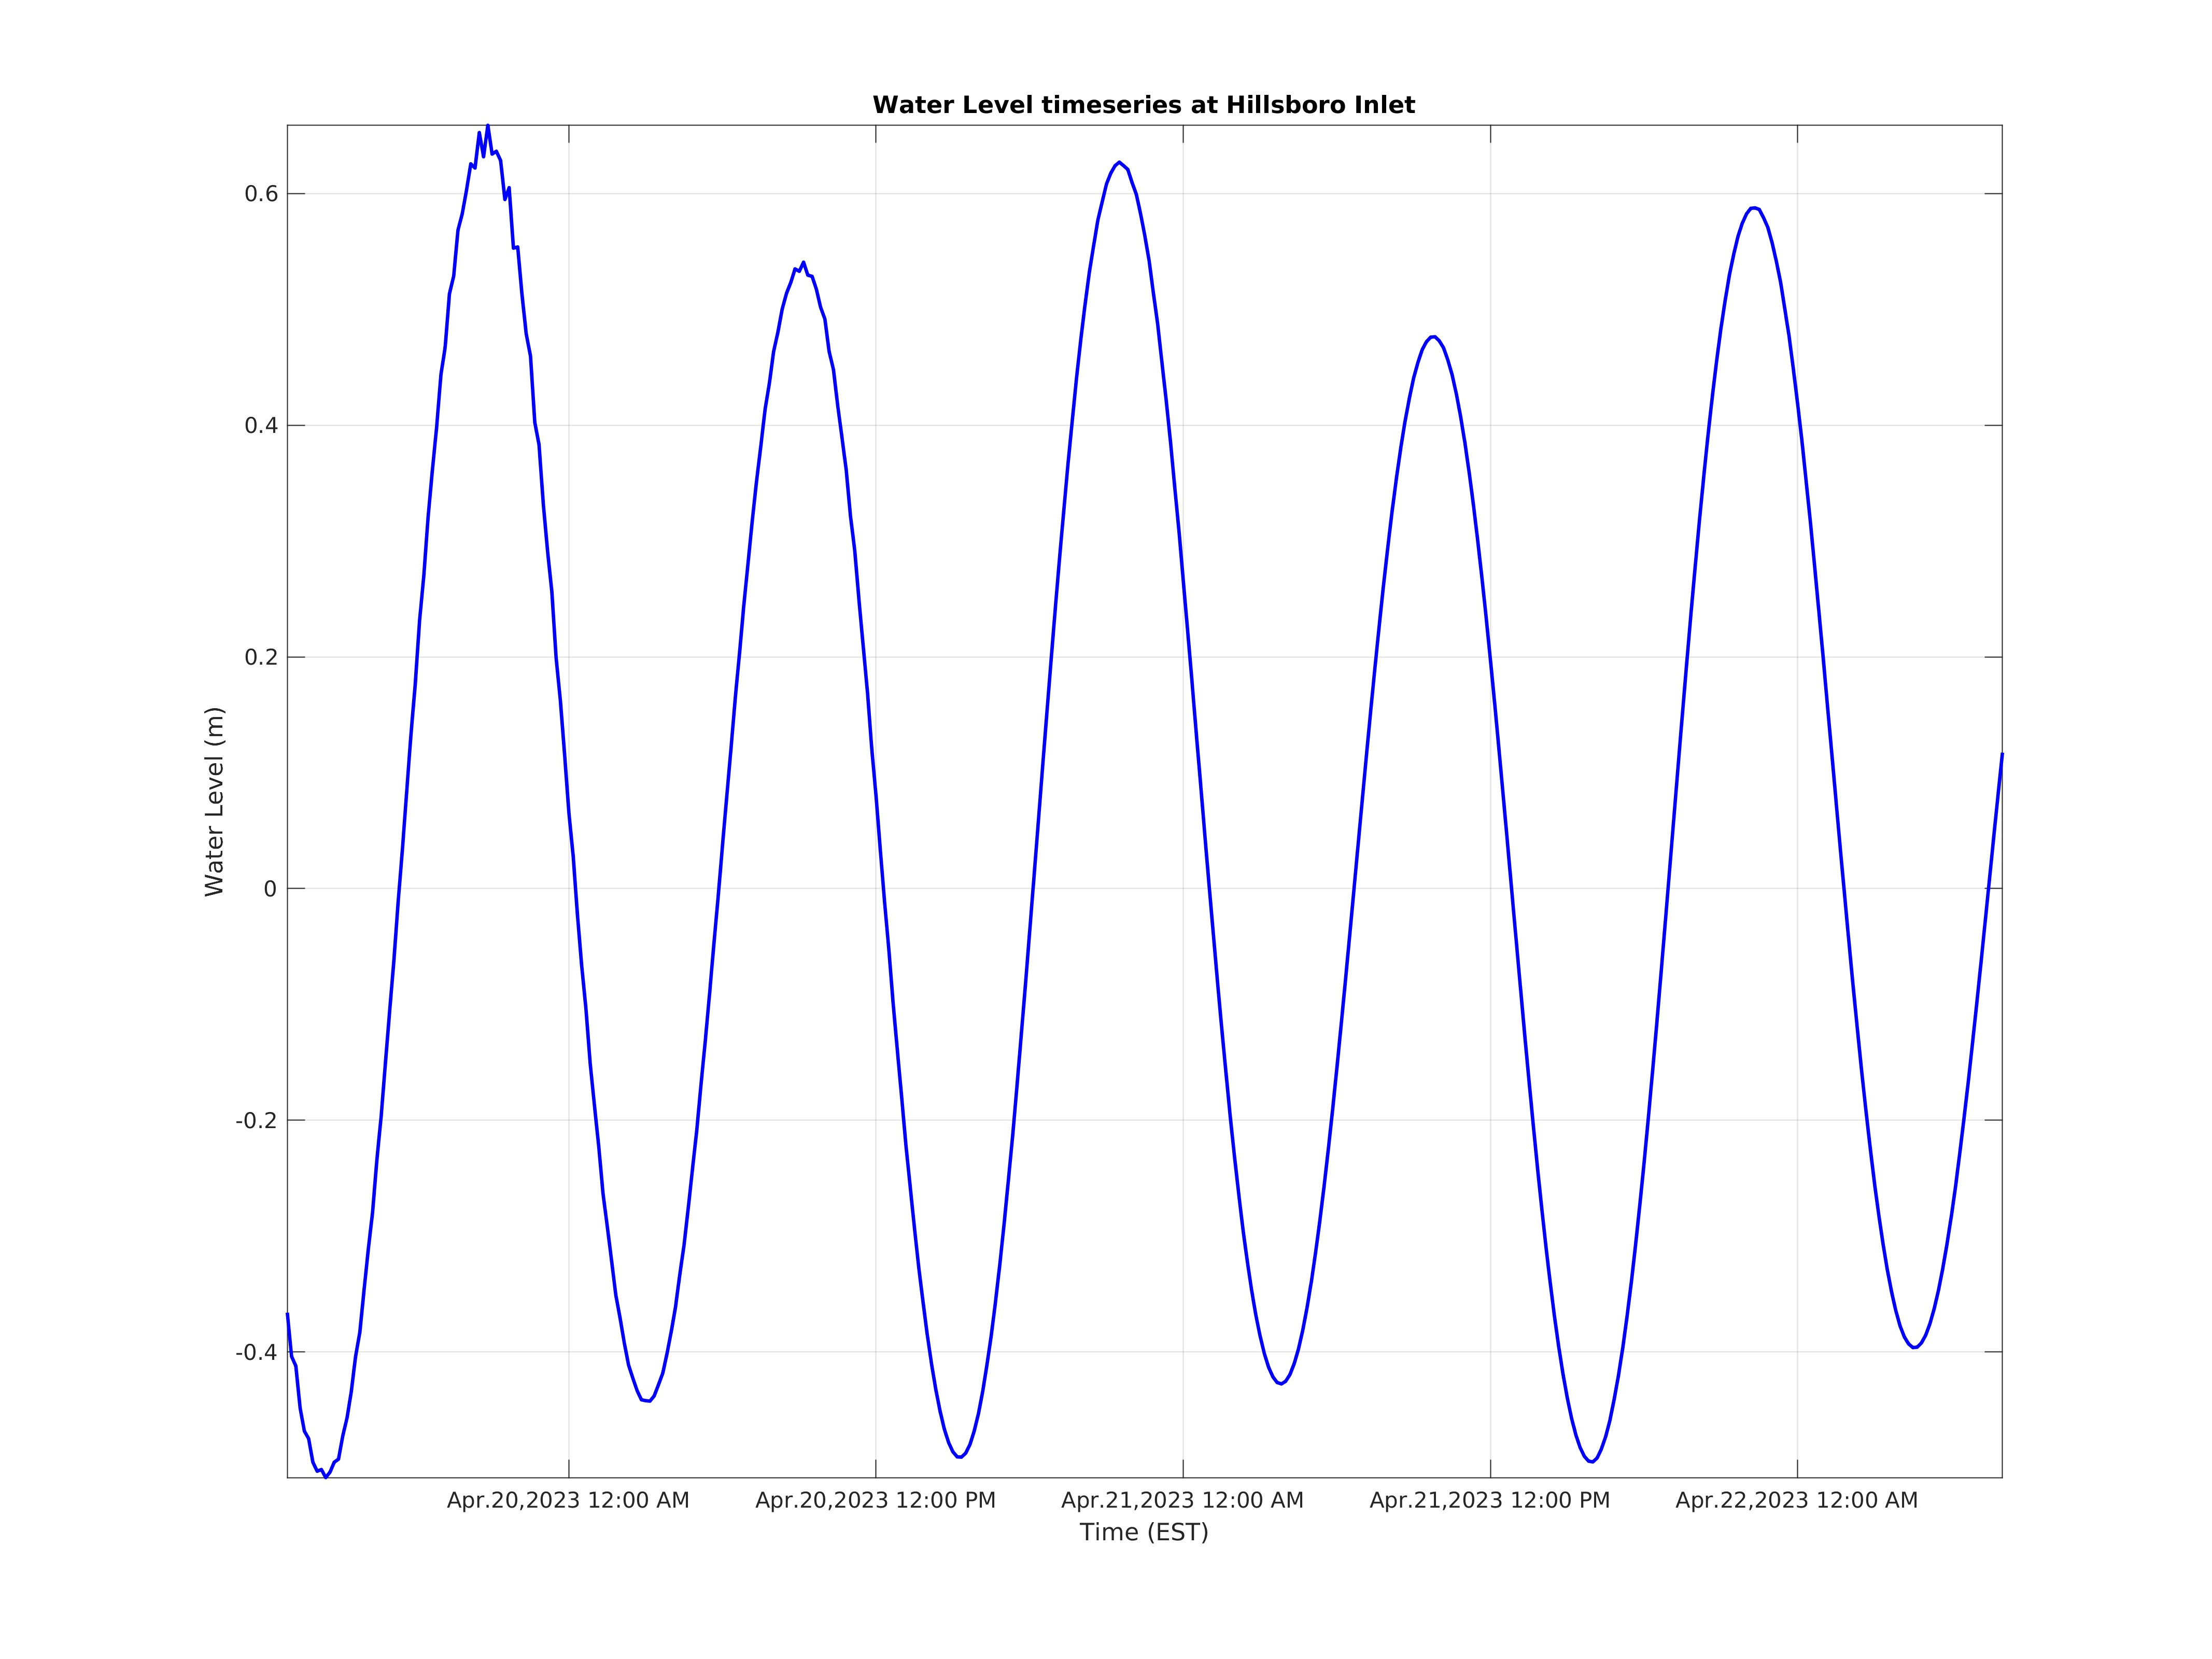 Water Level timeseries at Hillsboro Inlet
Water Level (m)
0.6
0.4
0.2
0
-0.2
-0.4
Apr.20,2023 12:00 AM
Apr.20,2023 12:00 PM
Apr.21,2023 12:00 AM
Apr.21,2023 12:00 PM
Apr.22,2023 12:00 AM
Time (EST)